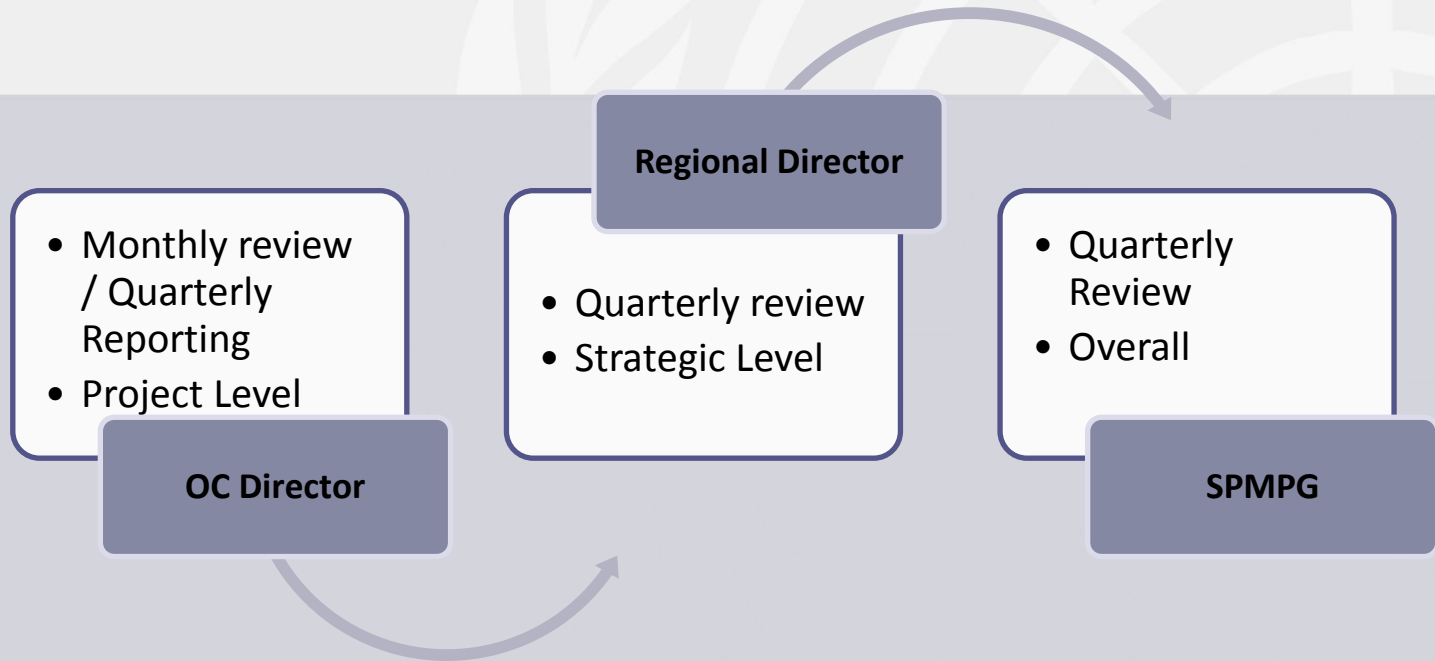 • Monthly review
/ Quarterly
Reporting
• Project Level
OC Director
Regional Director
• Quarterly review
• Strategic Level
• Quarterly
Review
• Overall
SPMPG